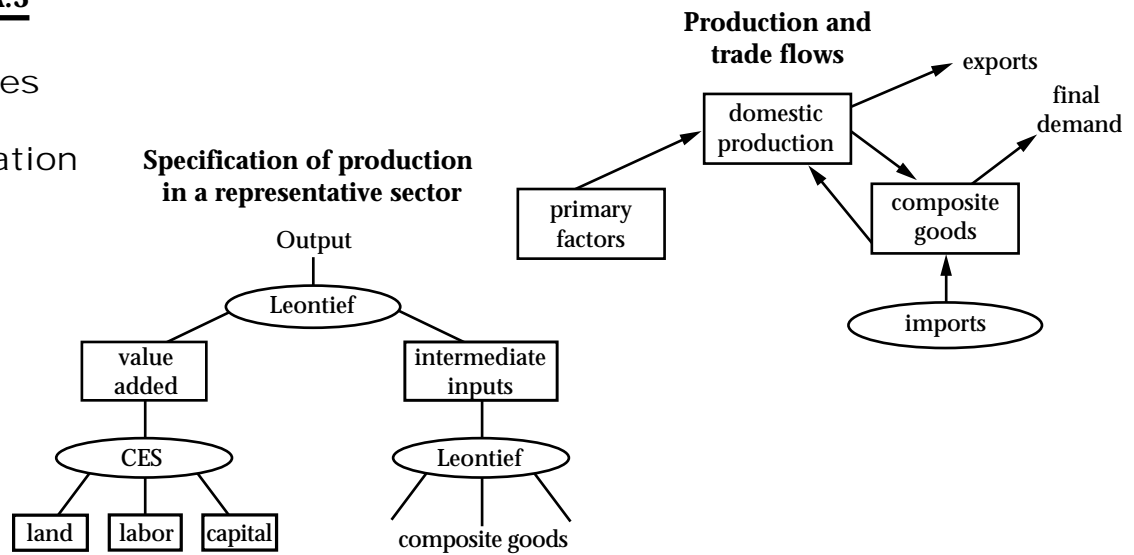 Production and
trade flows
exports
final
demand
domestic
production
composite
goods
primary
factors
imports
Specification of production
in a representative sector
Output
Leontief
value
added
intermediate
inputs
CES
Leontief
land
labor
capital
composite goods